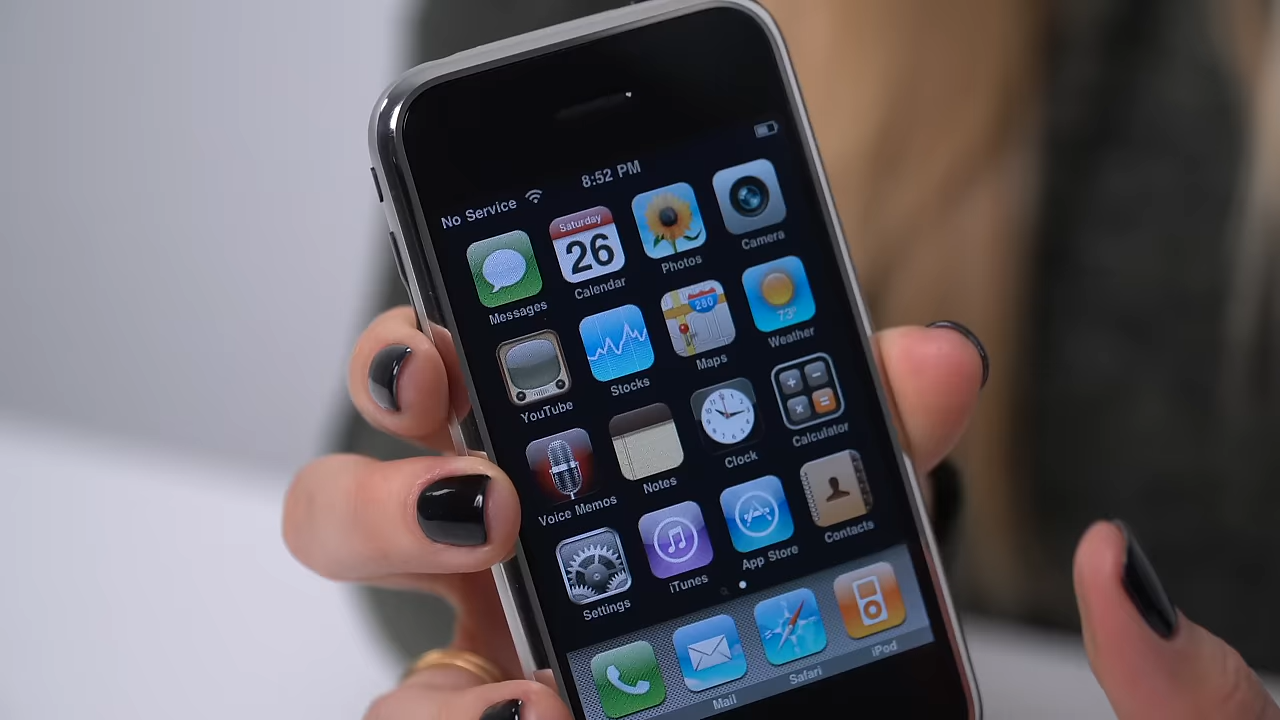 No Service 8:52 PM
Saturday
26
280
73°
Messages Calendar Photos Camera
YouTube Stocks Maps Weather
Voice Memos Notes Clock Calculator
Settings iTunes App Store Contacts
Mail Safari iPod